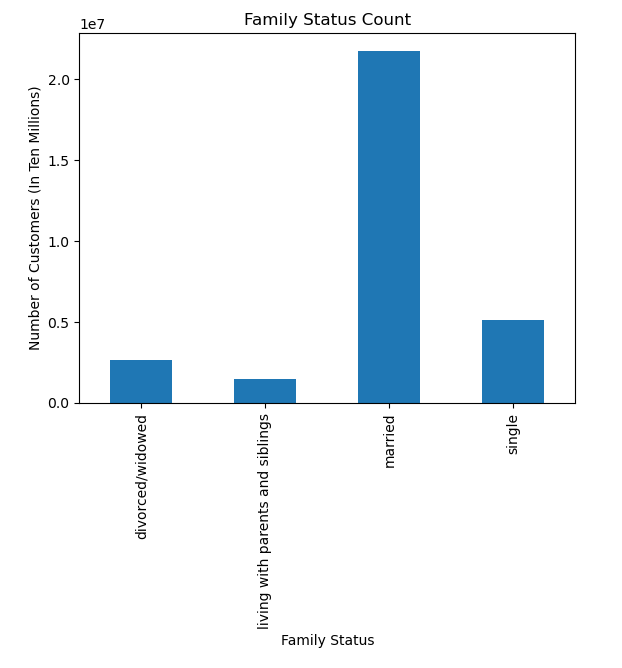 Family Status Count
1e7
Number of Customers (In Ten Millions)
2.0
1.5
1.0
0.5
0.0
divorced/widowed
living with parents and siblings
married
single
Family Status